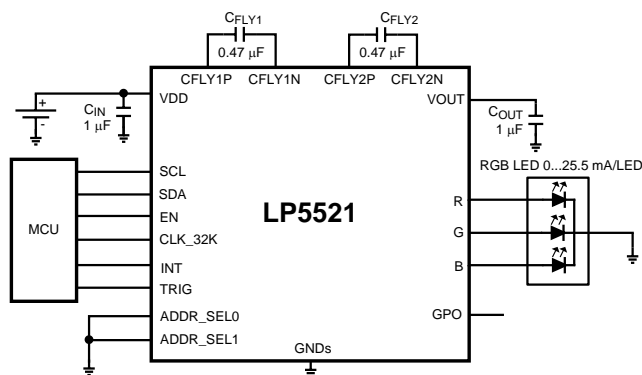 CFLY1
0.47 µF
CFLY2
0.47 µF
CFLY1P
CFLY1N
CFLY2P
CFLY2N
+
-
CIN
1 µF
VDD
VOUT
COUT
1 µF
RGB LED 0...25.5 mA/LED
MCU
SCL
SDA
EN
CLK_32K
INT
TRIG
ADDR_SEL0
ADDR_SEL1
LP5521
R
G
B
GPO
GNDs